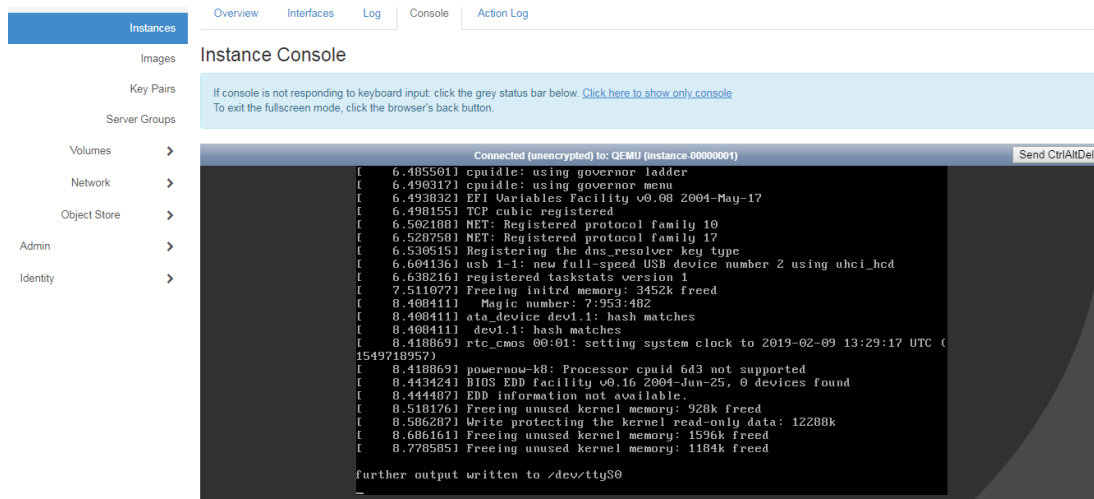 Overview Interfaces Log Console Action Log
Instances
Images
Key Pairs
Server Groups
Volumes
Network
Object Store
Admin
Identity
Instance Console
If console is not responding to keyboard input: click the grey status bar below. Click here to show only console
To exit the fullscreen mode, click the browser's back button.
Connected (unencrypted) to: QEMU (instance-00000001)
Send CtrlAltDel
[    6.485501] cpuidle: using governor ladder
[    6.490317] cpuidle: using governor menu
[    6.493832] EFI Variables Facility v0.08 2004-May-17
[    6.498155] TCP cubic registered
[    6.502188] NET: Registered protocol family 10
[    6.528758] NET: Registered protocol family 17
[    6.530515] Registering the dns_resolver key type
[    6.604136] usb 1-1: new full-speed USB device number 2 using uhci_hcd
[    6.638216] registered taskstats version 1
[    7.511077] Freeing initrd memory: 3452k freed
[    8.408411]   Magic number: 7:953:482
[    8.408411] ata_device dev1.1: hash matches
[    8.408411]  dev1.1: hash matches
[    8.418869] rtc_cmos 00:01: setting system clock to 2019-02-09 13:29:17 UTC (
1549718957)
[    8.418869] powernow-k8: Processor cpuid 6d3 not supported
[    8.443424] BIOS EDD facility v0.16 2004-Jun-25, 0 devices found
[    8.444487] EDD information not available.
[    8.518176] Freeing unused kernel memory: 928k freed
[    8.586287] Write protecting the kernel read-only data: 12288k
[    8.686161] Freeing unused kernel memory: 1596k freed
[    8.778585] Freeing unused kernel memory: 1184k freed
further output written to /dev/ttyS0